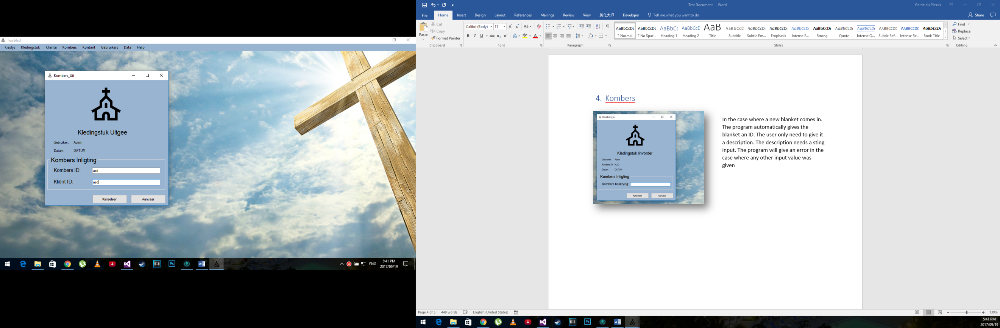 Tuisblad
Kieslys Kledingstuk Kliente Kombers Kontant Gebruikers Data Help
Kombers_Uit
Kledingstuk Uitgee
Gebruiker: Admin
Datum: DATUM
Kombers Inligting
Kombers ID: asd
Kliënt ID: asd
Kanseleer Aanvaar
ENG
5:41 PM
2017/09/19
Test Document - Word
Gerrie du Plessis
File Home Insert Design Layout References Mailings Review View 美化大师 Developer Tell me what you want to do Share
Paste
Cut
Copy
Format Painter
Clipboard
Calibri (Body) 11
Font
Paragraph
AaBbCcDc AaBbCcDc AaBbCc AaBbCcE AaB AaBbCcD AaBbCcDt AaBbCcDt AaBbCcDt AaBbCcDc AaBbCcDt AaBbCcDt AABBCCDC AABBCCDC AaBbCcDt
¶ Normal ¶ No Spac... Heading 1 Heading 2 Title Subtitle Subtle Em... Emphasis Intense E... Strong Quote Intense Q... Subtle Ref... Intense Re... Book Title
Styles
Find
Replace
Select
Editing
4. Kombers
Kombers_In
Kledingstuk Iinvorder
Gebruiker: Admin
Kombers ID: K_ID
Datum: DATUM
Kombers Inligting
Kombers beskrying:
Kanseleer Aanvaar
In the case where a new blanket comes in.
The program automatically gives the
blanket an ID. The user only need to give it
a description. The description needs a sting
input. The program will give an error in the
case where any other input value was
given
Page 4 of 5 449 words English (United States) 130%
5:41 PM
2017/09/19